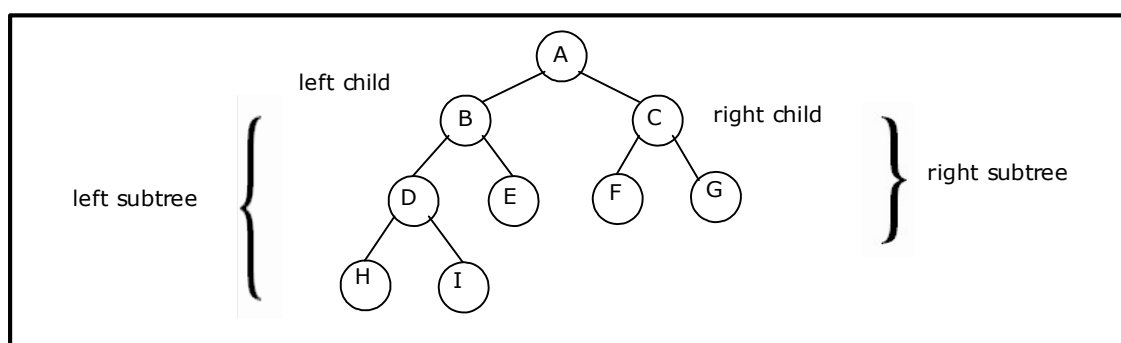 A
left child
B
C
right child
left subtree
D
E
F
G
right subtree
H
I